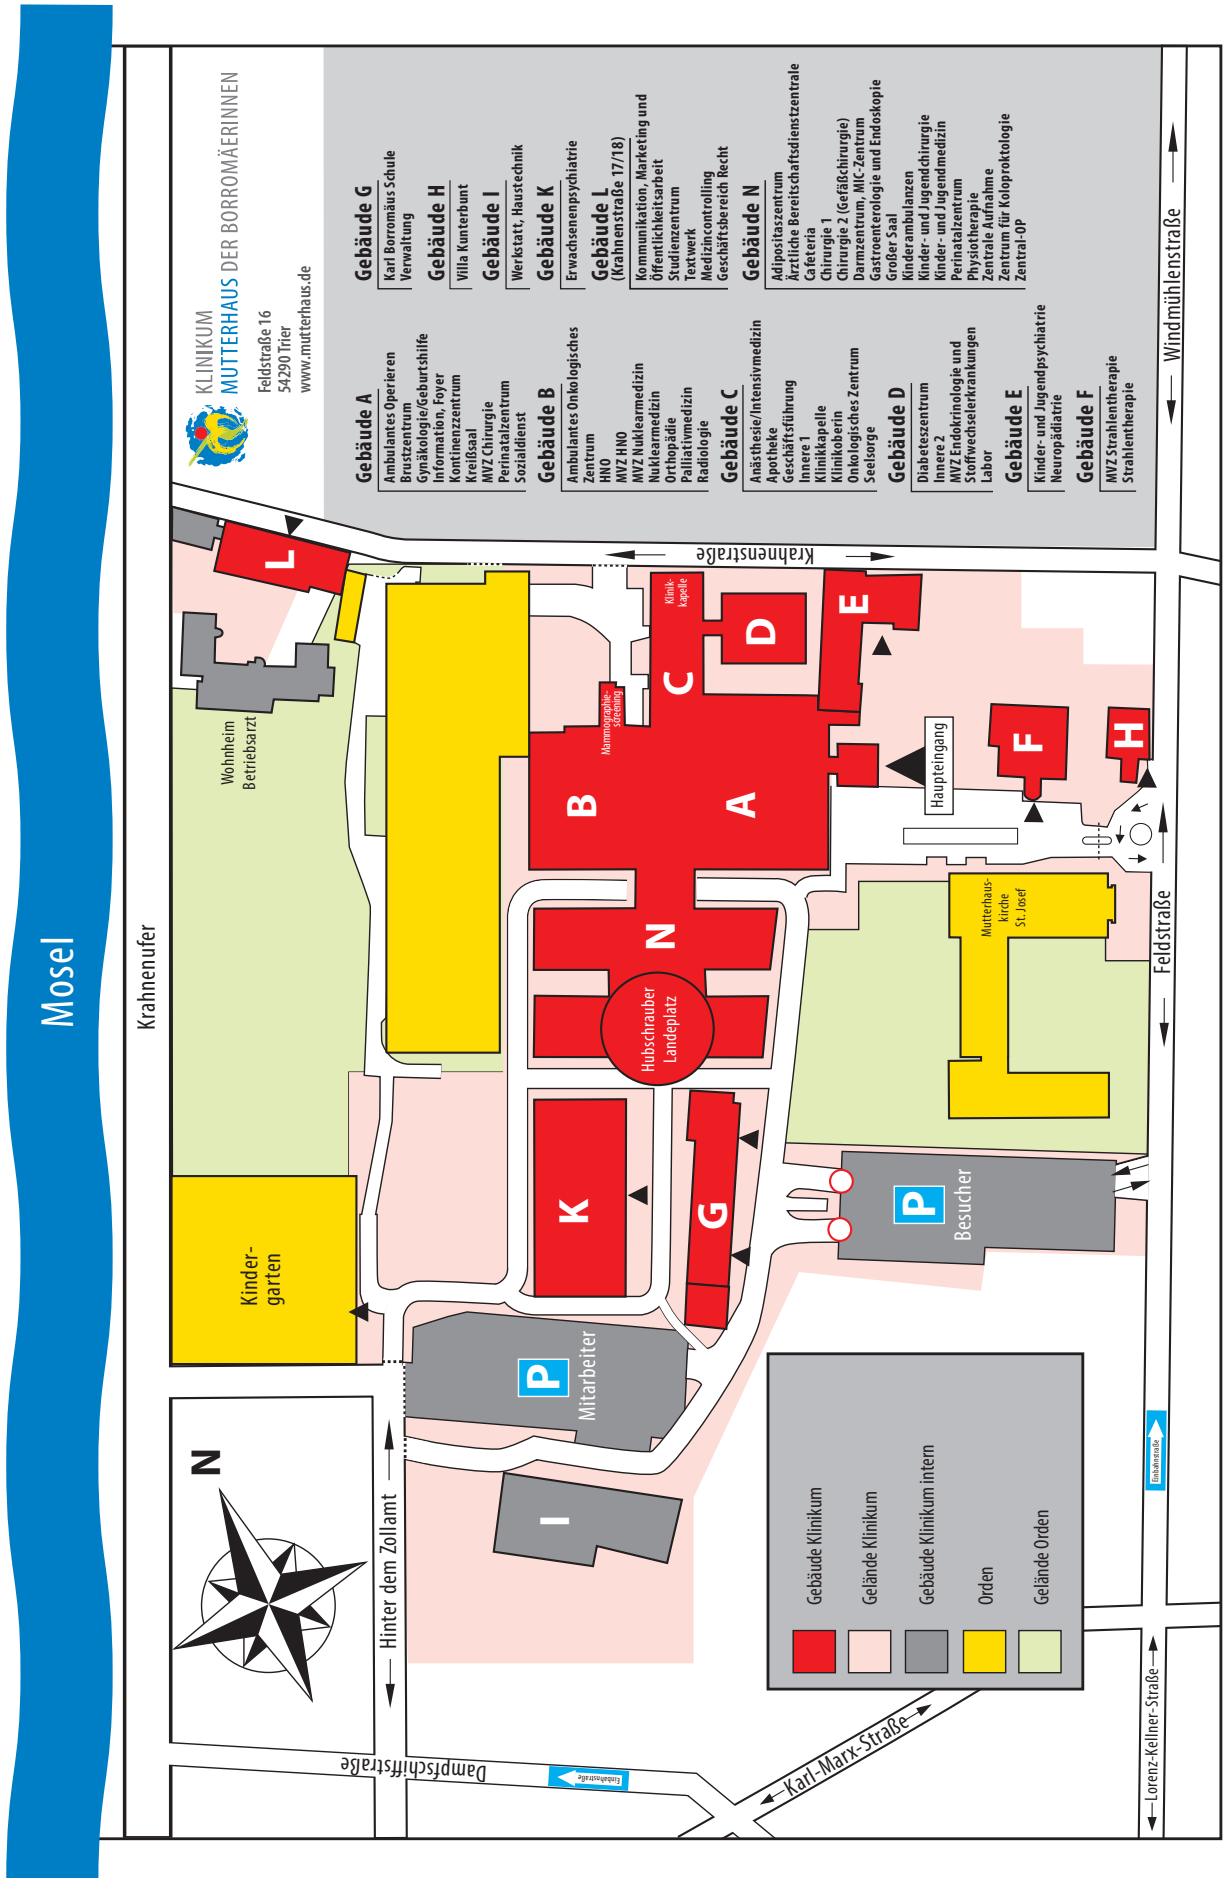 Mosel
Krahnenufer
KLINIKUM
MUTTERHAUS DER BORROMÄERINNEN
Feldstraße 16
54290 Trier
www.mutterhaus.de
Gebäude A
Ambulantes Operieren
Brustzentrum
Gynäkologie/Geburtshilfe
Information, Foyer
Kontinenzzentrum
Kreißsaal
MVZ Chirurgie
Perinatalzentrum
Sozialdienst
Gebäude B
Ambulantes Onkologisches
Zentrum
HNO
MVZ HNO
MVZ Nuklearmedizin
Nuklearmedizin
Orthopädie
Palliativmedizin
Radiologie
Gebäude C
Anästhesie/Intensivmedizin
Apotheke
Geschäftsführung
Innere 1
Klinikkapelle
Klinikoberin
Onkologisches Zentrum
Seelsorge
Gebäude D
Diabeteszentrum
Innere 2
MVZ Endokrinologie und
Stoffwechselerkrankungen
Labor
Gebäude E
Kinder- und Jugendpsychiatrie
Neuropädiatrie
Gebäude F
MVZ Strahlentherapie
Strahlentherapie
Gebäude G
Karl Borromäus Schule
Verwaltung
Gebäude H
Villa Kunterbunt
Gebäude I
Werkstatt, Haustechnik
Gebäude K
Erwachsenenpsychiatrie
Gebäude L
(Krahnenstraße 17/18)
Kommunikation, Marketing und
Öffentlichkeitsarbeit
Studienzentrum
Textwerk
Medizincontrolling
Geschäftsbereich Recht
Gebäude N
Adipositaszentrum
Ärztliche Bereitschaftsdienstzentrale
Cafeteria
Chirurgie 1
Chirurgie 2 (Gefäßchirurgie)
Darmzentrum, MIC-Zentrum
Gastroenterologie und Endoskopie
Großer Saal
Kinderambulanzen
Kinder- und Jugendchirurgie
Kinder- und Jugendmedizin
Perinatalzentrum
Physiotherapie
Zentrale Aufnahme
Zentrum für Koloproktologie
Zentral-OP
N
Hinter dem Zollamt
Dampfschiffstraße
Einbahnstraße
Karl-Marx-Straße
Lorenz-Kellner-Straße
Einbahnstraße
Feldstraße
Windmühlenstraße
Krahnenstraße
Kinder-
garten
Wohnheim
Betriebsarzt
L
I
P
Mitarbeiter
K
G
Hubschrauber
Landeplatz
N
B
A
Mammographie-
screening
C
Klinik-
kapelle
D
E
Haupteingang
F
H
Mutterhaus-
kirche
St. Josef
P
Besucher
Gebäude Klinikum
Gelände Klinikum
Gebäude Klinikum intern
Orden
Gelände Orden